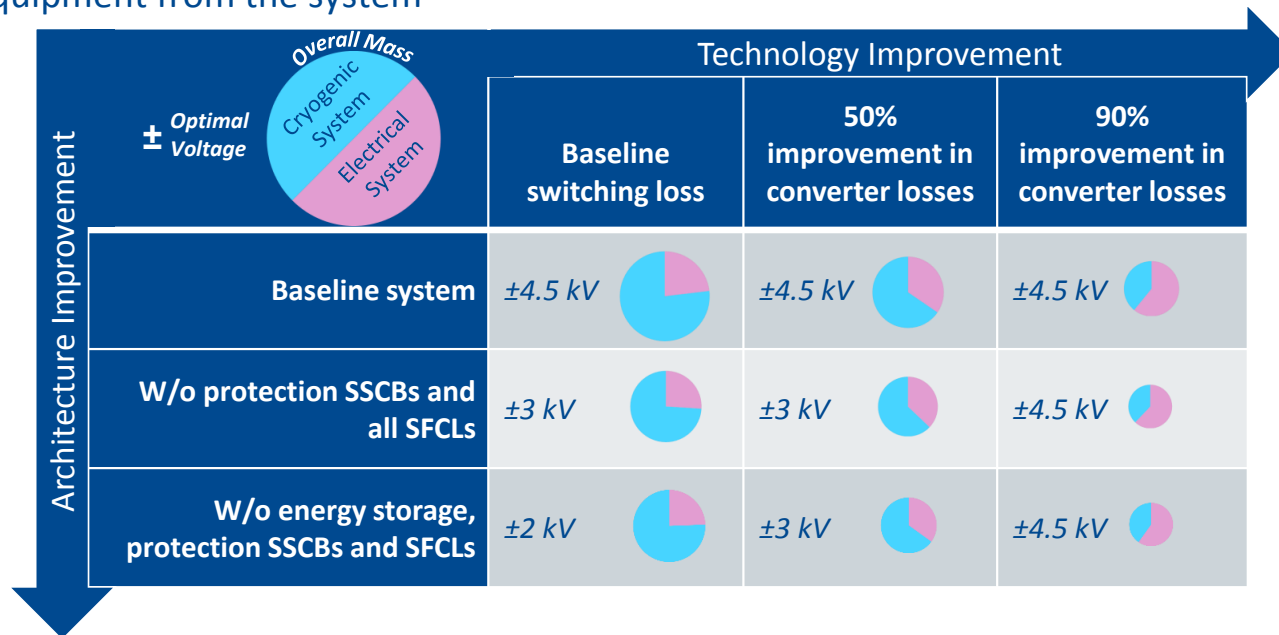 quipment from the system
Overall Mass
Cryogenic
System
Electrical
System
± Optimal
Voltage
Technology Improvement
Architecture Improvement
Baseline
switching loss
50%
improvement in
converter losses
90%
improvement in
converter losses
Baseline system
±4.5 kV
±4.5 kV
±4.5 kV
W/o protection SSCBs and
all SFCLs
±3 kV
±3 kV
±4.5 kV
W/o energy storage,
protection SSCBs and SFCLs
±2 kV
±3 kV
±4.5 kV